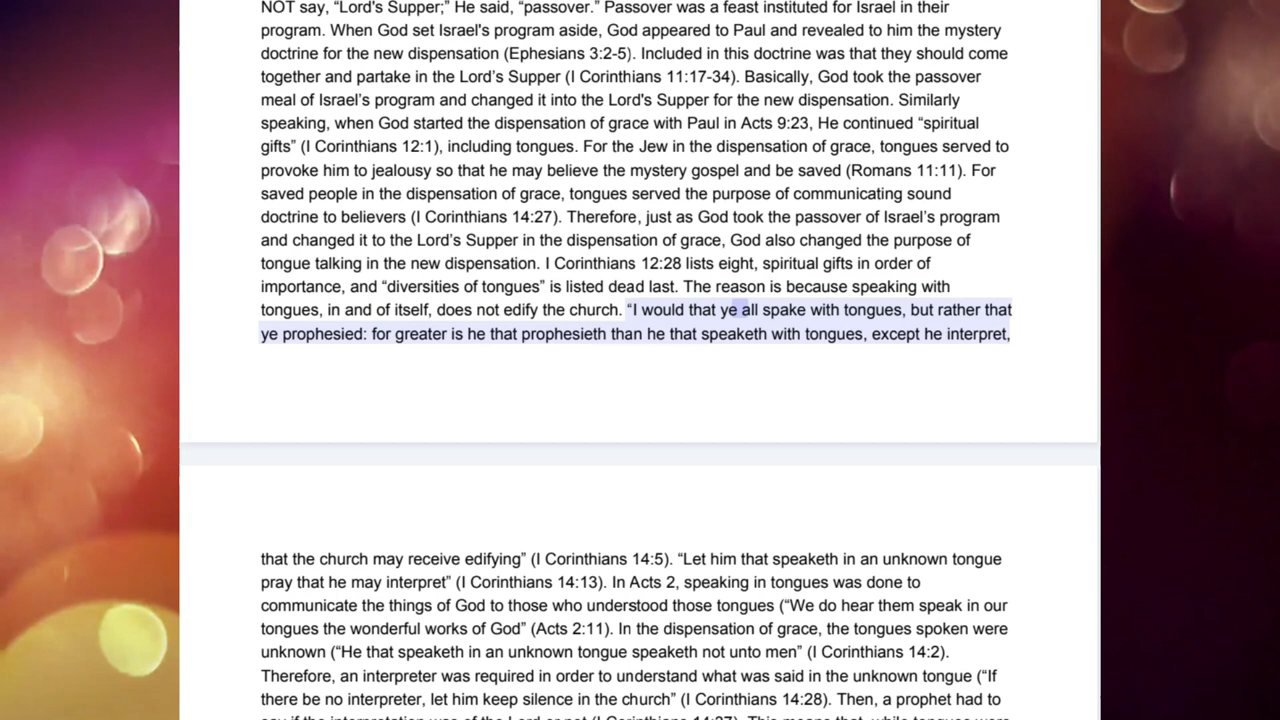 NOT say, “Lord's Supper;” He said, “passover.” Passover was a feast instituted for Israel in their
program. When God set Israel's program aside, God appeared to Paul and revealed to him the mystery
doctrine for the new dispensation (Ephesians 3:2-5). Included in this doctrine was that they should come
together and partake in the Lord’s Supper (I Corinthians 11:17-34). Basically, God took the passover
meal of Israel’s program and changed it into the Lord's Supper for the new dispensation. Similarly
speaking, when God started the dispensation of grace with Paul in Acts 9:23, He continued “spiritual
gifts” (I Corinthians 12:1), including tongues. For the Jew in the dispensation of grace, tongues served to
provoke him to jealousy so that he may believe the mystery gospel and be saved (Romans 11:11). For
saved people in the dispensation of grace, tongues served the purpose of communicating sound
doctrine to believers (I Corinthians 14:27). Therefore, just as God took the passover of Israel’s program
and changed it to the Lord’s Supper in the dispensation of grace, God also changed the purpose of
tongue talking in the new dispensation. I Corinthians 12:28 lists eight, spiritual gifts in order of
importance, and “diversities of tongues” is listed dead last. The reason is because speaking with
tongues, in and of itself, does not edify the church. “I would that ye all spake with tongues, but rather that
ye prophesied: for greater is he that prophesieth than he that speaketh with tongues, except he interpret,
that the church may receive edifying” (I Corinthians 14:5). “Let him that speaketh in an unknown tongue
pray that he may interpret” (I Corinthians 14:13). In Acts 2, speaking in tongues was done to
communicate the things of God to those who understood those tongues (“We do hear them speak in our
tongues the wonderful works of God” (Acts 2:11). In the dispensation of grace, the tongues spoken were
unknown (“He that speaketh in an unknown tongue speaketh not unto men” (I Corinthians 14:2).
Therefore, an interpreter was required in order to understand what was said in the unknown tongue (“If
there be no interpreter, let him keep silence in the church” (I Corinthians 14:28). Then, a prophet had to
say if the interpretation was of the Lord or not (I Corinthians 14:37). This means that, while tongues were